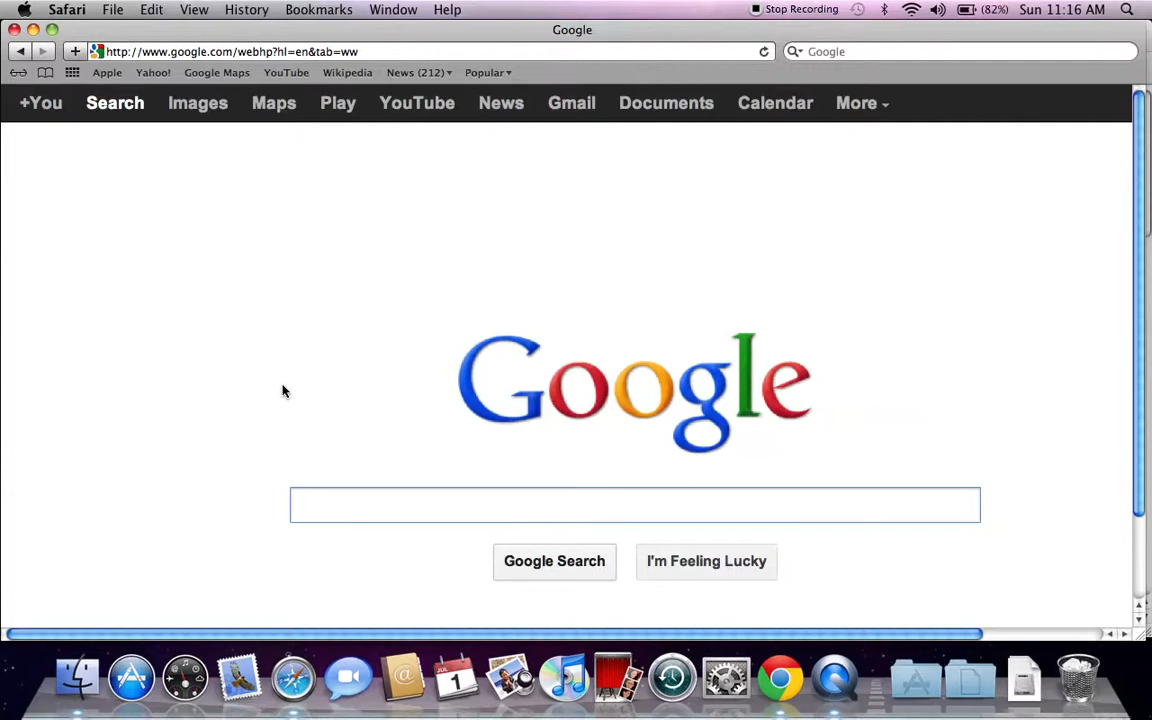 Safari File Edit View History Bookmarks Window Help Stop Recording (82%) Sun 11:16 AM
Google
http://www.google.com/webhp?hl=en&tab=ww Google
Apple Yahoo! Google Maps YouTube Wikipedia News (212) Popular
+You Search Images Maps Play YouTube News Gmail Documents Calendar More
Google
Google Search I'm Feeling Lucky
JUL
1